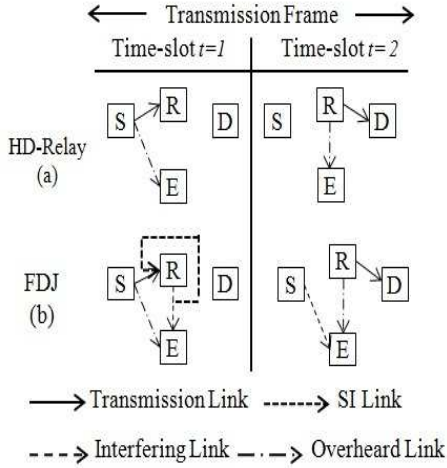 Transmission Frame
Time-slot t=1 Time-slot t=2
HD-Relay
(a)
S R D E
S R D E
FDJ
(b)
S R D E
S R D E
Transmission Link SI Link
Interfering Link Overheard Link